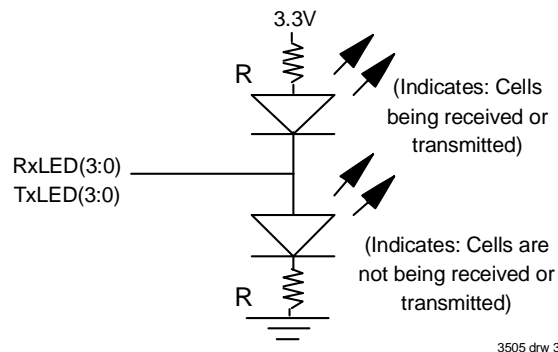 3.3V
R
(Indicates: Cells
being received or
transmitted)
RxLED(3:0)
TxLED(3:0)
(Indicates: Cells are
not being received or
transmitted)
R
3505 drw 3